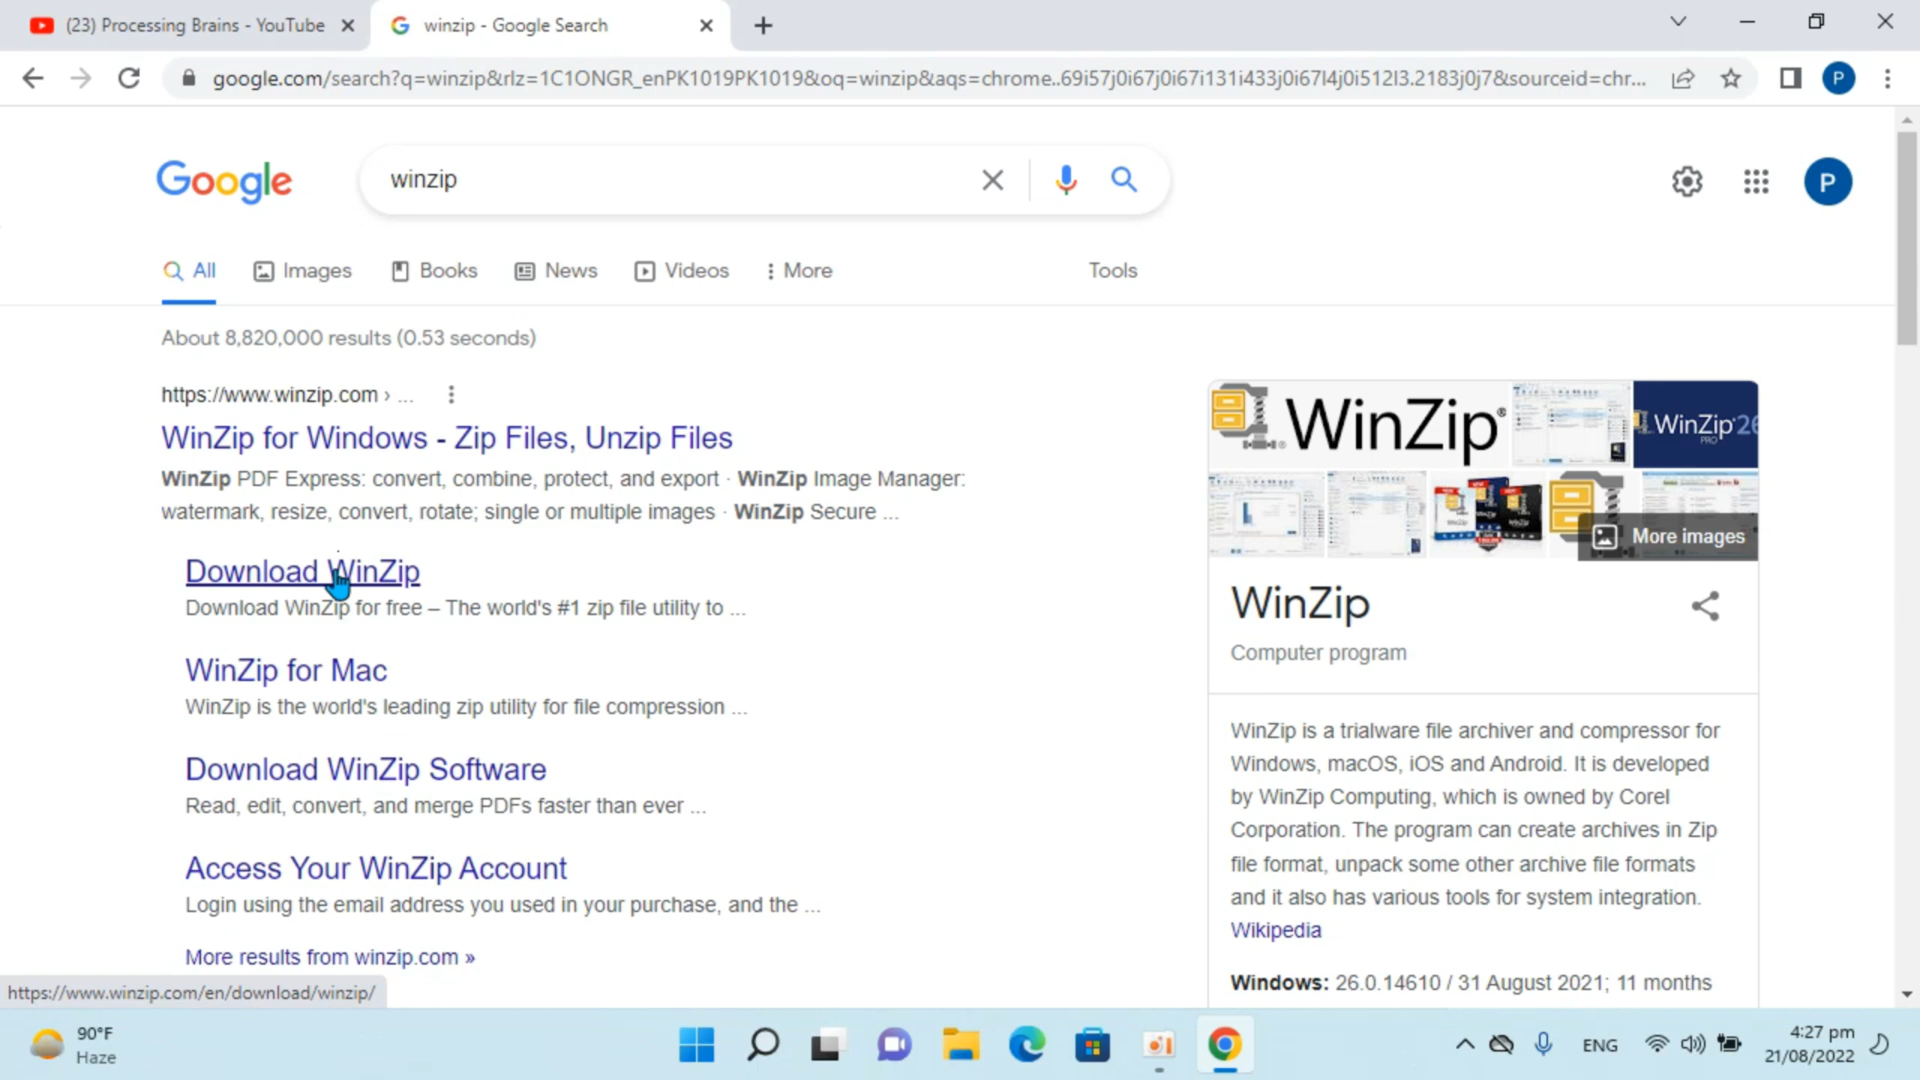 (23) Processing Brains - YouTube
winzip - Google Search
google.com/search?q=winzip&rlz=1C1ONGR_enPK1019PK1019&oq=winzip&aqs=chrome..69i57j0i67j0i67i131i433j0i67l4j0i512l3.2183j0j7&sourceid=chr...
P
Google
winzip
P
All
Images
Books
News
Videos
More
Tools
About 8,820,000 results (0.53 seconds)
https://www.winzip.com › ...
WinZip for Windows - Zip Files, Unzip Files
WinZip PDF Express: convert, combine, protect, and export · WinZip Image Manager:
watermark, resize, convert, rotate; single or multiple images · WinZip Secure ...
Download WinZip
Download WinZip for free – The world's #1 zip file utility to ...
WinZip for Mac
WinZip is the world's leading zip utility for file compression ...
Download WinZip Software
Read, edit, convert, and merge PDFs faster than ever ...
Access Your WinZip Account
Login using the email address you used in your purchase, and the ...
More results from winzip.com »
WinZip®
WinZip 26
PRO
More images
WinZip
Computer program
WinZip is a trialware file archiver and compressor for
Windows, macOS, iOS and Android. It is developed
by WinZip Computing, which is owned by Corel
Corporation. The program can create archives in Zip
file format, unpack some other archive file formats
and it also has various tools for system integration.
Wikipedia
Windows: 26.0.14610 / 31 August 2021; 11 months
https://www.winzip.com/en/download/winzip/
90°F
Haze
ENG
4:27 pm
21/08/2022